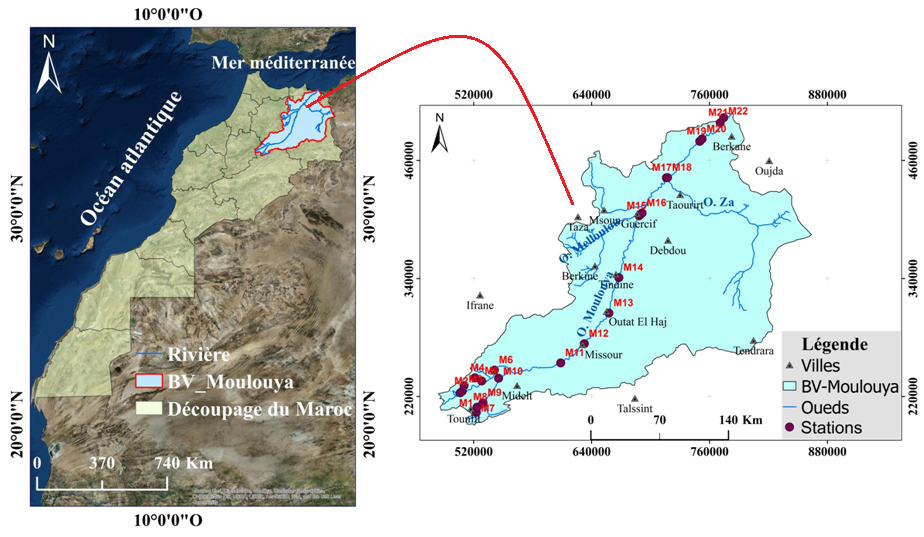 10°0'0"O
N
Mer méditerranée
Océan atlantique
30°0'0"N
20°0'0"N
30°0'0"N
20°0'0"N
Rivière
BV_Moulouya
Découpage du Maroc
0 370 740 Km
10°0'0"O
520000 640000 760000 880000
N
460000
340000
220000
460000
340000
220000
M21 M22
M19 M20
Berkane
Oujda
M17 M18
Taourirt
O. Za
M15 M16
Msoun
Guercif
Taza
O. Melloulou
Debdou
Berkine
M14
Tindine
O. Moulouya
Ifrane
M13
Outat El Haj
M12
Missour
M11
Tendrara
M6
M4
M10
Midelt
M9
M8
M1
M7
Talssint
Légende
Villes
BV-Moulouya
Oueds
Stations
0 70 140 Km
520000 640000 760000 880000